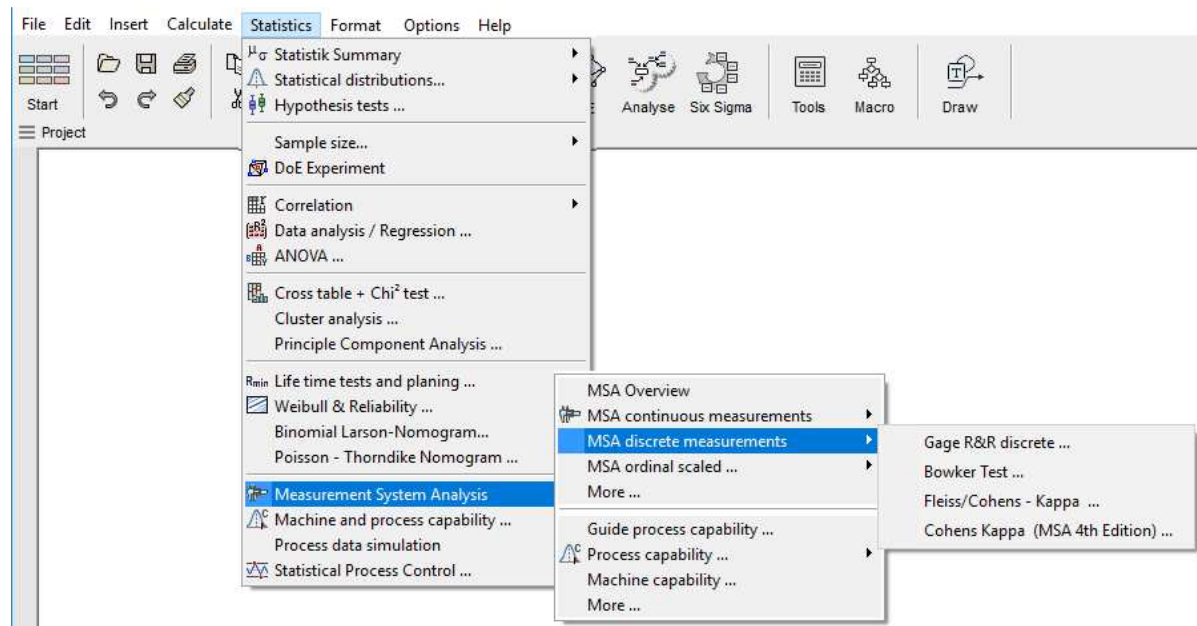 File Edit Insert Calculate Statistics Format Options Help
Start
Analyse Six Sigma Tools Macro Draw
Project
μσ Statistik Summary
Statistical distributions...
Hypothesis tests ...
Sample size...
DoE Experiment
Correlation
Data analysis / Regression ...
ANOVA ...
Cross table + Chi² test ...
Cluster analysis ...
Principle Component Analysis ...
Rmin Life time tests and planing ...
Weibull & Reliability ...
Binomial Larson-Nomogram...
Poisson - Thorndike Nomogram ...
Measurement System Analysis
Machine and process capability ...
Process data simulation
Statistical Process Control ...
MSA Overview
MSA continuous measurements
MSA discrete measurements
MSA ordinal scaled ...
More ...
Guide process capability ...
Process capability ...
Machine capability ...
More ...
Gage R&R discrete ...
Bowker Test ...
Fleiss/Cohens - Kappa ...
Cohens Kappa (MSA 4th Edition) ...